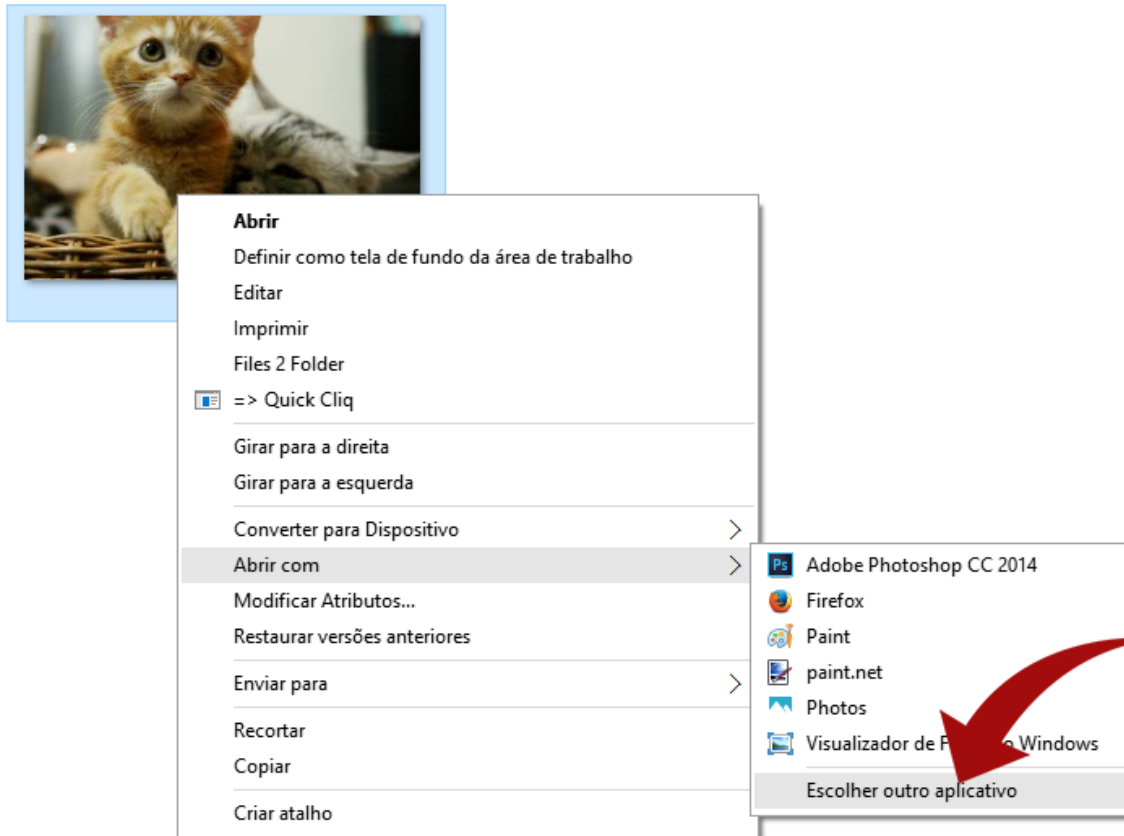 Abrir
Definir como tela de fundo da área de trabalho
Editar
Imprimir
Files 2 Folder
=> Quick Cliq
Girar para a direita
Girar para a esquerda
Converter para Dispositivo
Abrir com
Modificar Atributos...
Restaurar versões anteriores
Enviar para
Recortar
Copiar
Criar atalho
Ps Adobe Photoshop CC 2014
Firefox
Paint
paint.net
Photos
Visualizador de Windows
Escolher outro aplicativo